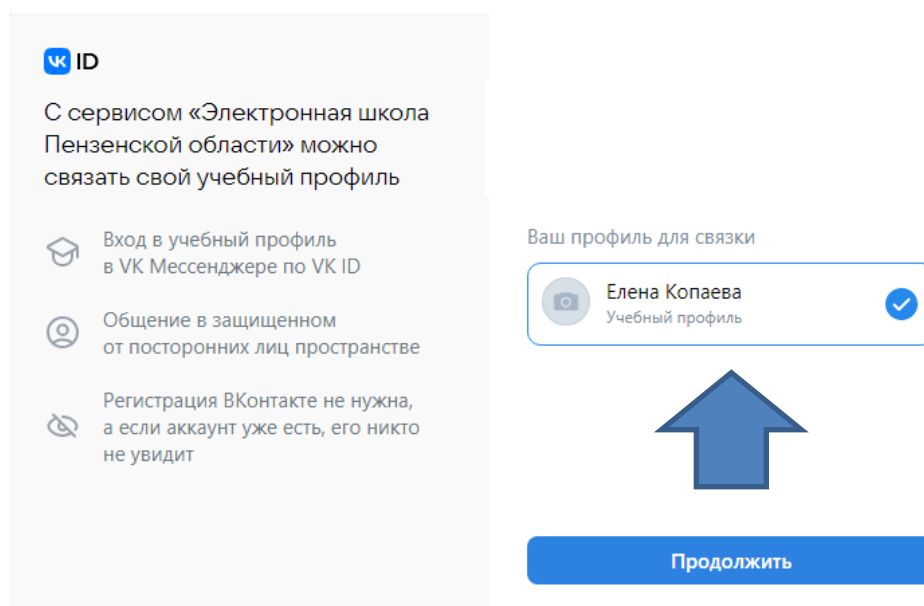 VK ID
С сервисом «Электронная школа
Пензенской области» можно
связать свой учебный профиль
Вход в учебный профиль
в VK Мессенджере по VK ID
Общение в защищенном
от посторонних лиц пространстве
Регистрация ВКонтакте не нужна,
а если аккаунт уже есть, его никто
не увидит
Ваш профиль для связки
Елена Копаева
Учебный профиль
Продолжить